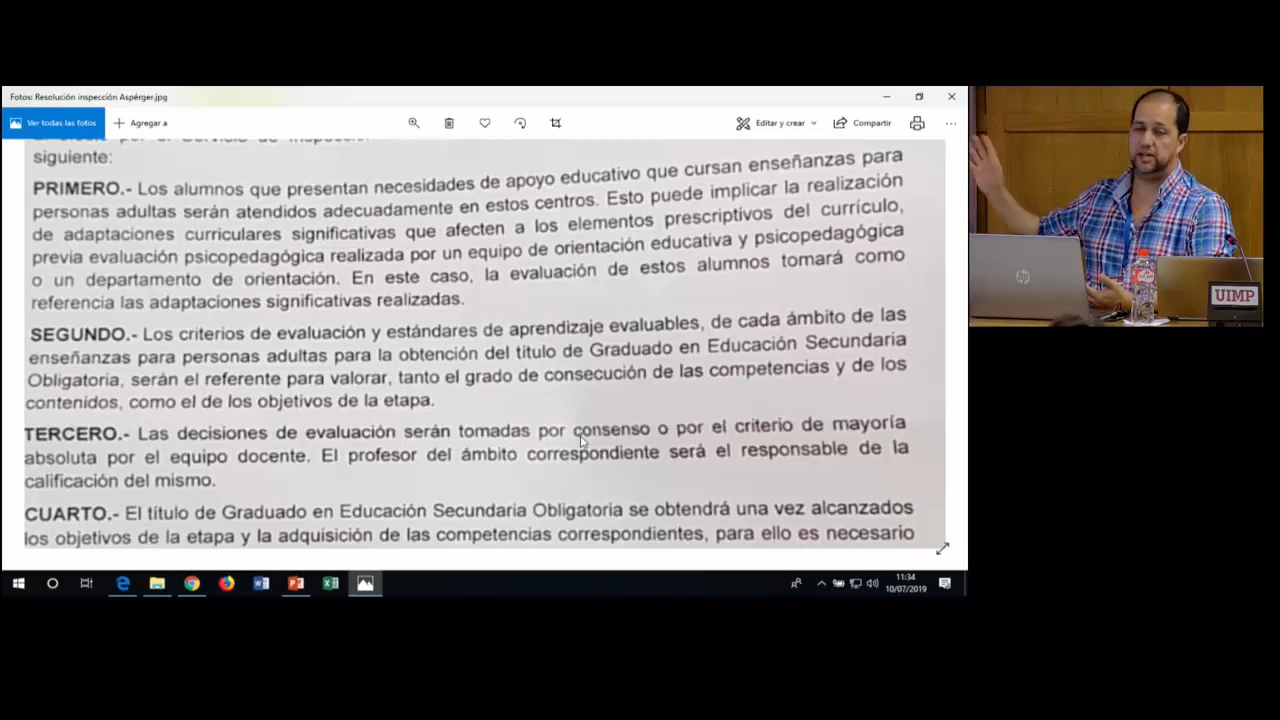 Fotos: Resolución inspección Aspérger.jpg
Ver todas las fotos
Agregar a
Editar y crear
Compartir
siguiente:
PRIMERO.- Los alumnos que presentan necesidades de apoyo educativo que cursan enseñanzas para
personas adultas serán atendidos adecuadamente en estos centros. Esto puede implicar la realización
de adaptaciones curriculares significativas que afecten a los elementos prescriptivos del currículo,
previa evaluación psicopedagógica realizada por un equipo de orientación educativa y psicopedagógica
o un departamento de orientación. En este caso, la evaluación de estos alumnos tomará como
referencia las adaptaciones significativas realizadas.
SEGUNDO.- Los criterios de evaluación y estándares de aprendizaje evaluables, de cada ámbito de las
enseñanzas para personas adultas para la obtención del título de Graduado en Educación Secundaria
Obligatoria, serán el referente para valorar, tanto el grado de consecución de las competencias y de los
contenidos, como el de los objetivos de la etapa.
TERCERO.- Las decisiones de evaluación serán tomadas por consenso o por el criterio de mayoría
absoluta por el equipo docente. El profesor del ámbito correspondiente será el responsable de la
calificación del mismo.
CUARTO.- El título de Graduado en Educación Secundaria Obligatoria se obtendrá una vez alcanzados
los objetivos de la etapa y la adquisición de las competencias correspondientes, para ello es necesario
11:34
10/07/2019
hp
UIMP